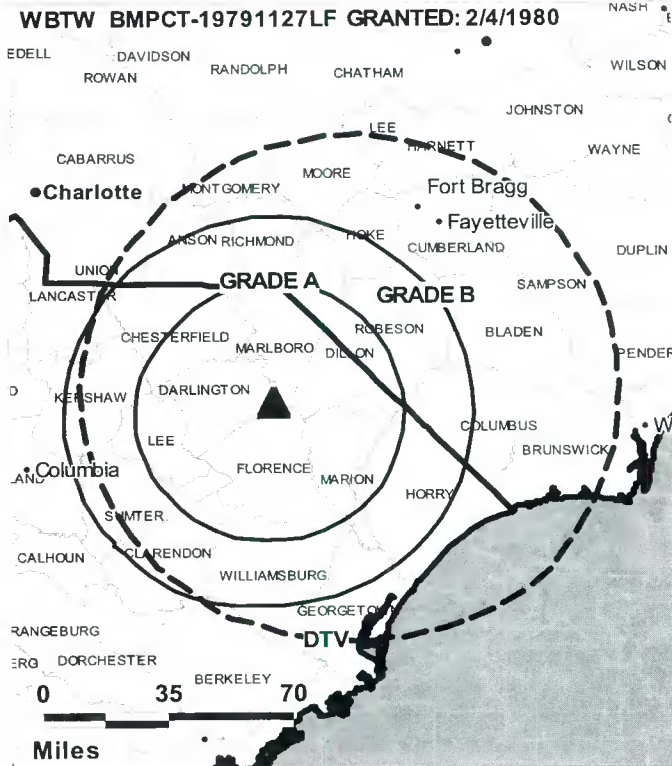 WBTW BMPCT-19791127LF GRANTED: 2/4/1980
NASH
EDELL
DAVIDSON
ROWAN
RANDOLPH
CHATHAM
WILSON
JOHNSTON
LEE
HARNETT
WAYNE
CABARRUS
MOORE
Charlotte
MONTGOMERY
Fort Bragg
Fayetteville
ANSON
RICHMOND
HOKE
CUMBERLAND
DUPLIN
UNION
GRADE A
GRADE B
SAMPSON
LANCASTER
CHESTERFIELD
MARLBORO
DILLON
ROBESON
BLADEN
PENDER
KERSHAW
DARLINGTON
COLUMBUS
W
LEE
BRUNSWICK
Columbia
LAND
FLORENCE
MARION
HORRY
SUMTER
CALHOUN
CLARENDON
WILLIAMSBURG
GEORGETOWN
RANGEBURG
DTV
ERG
DORCHESTER
BERKELEY
0 35 70
Miles